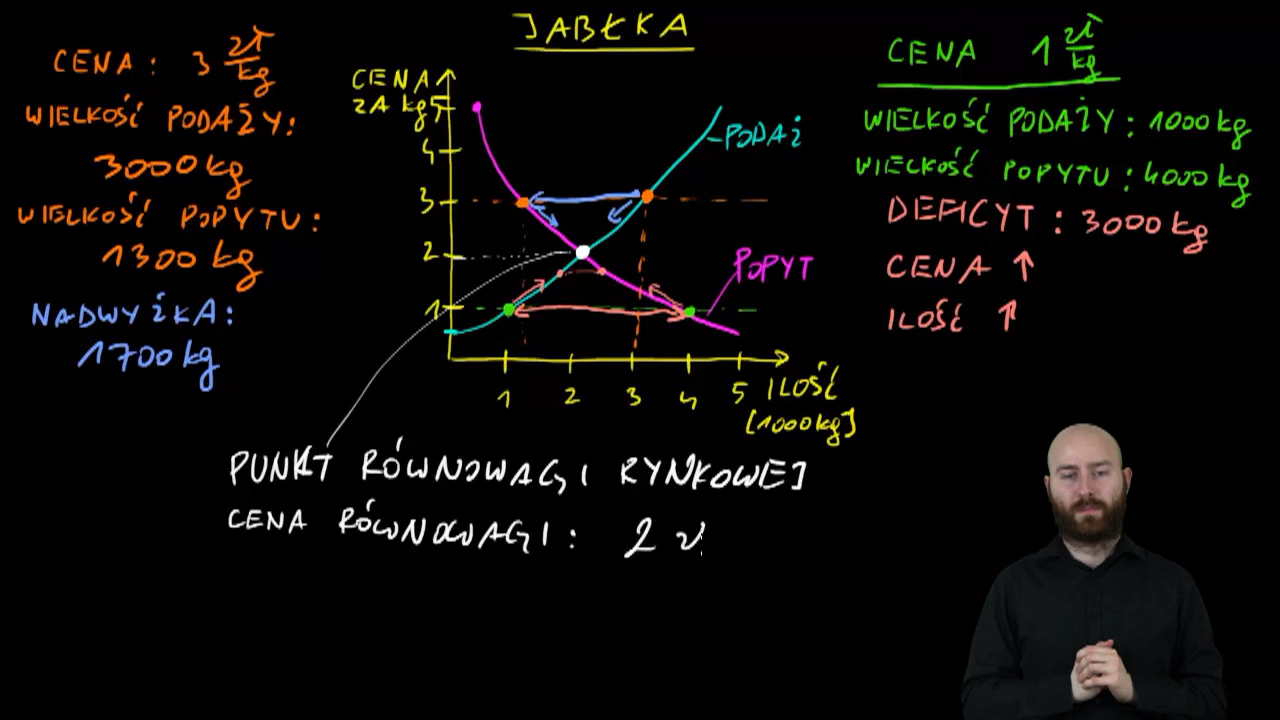 JABŁKA
CENA: 3 zł/kg
WIELKOŚĆ PODAŻY:
3000 kg
WIELKOŚĆ POPYTU:
1300 kg
NADWYŻKA:
1700 kg
CENA
ZA kg
5
4
3
2
1
PODAŻ
POPYT
1 2 3 4 5
ILOŚĆ
[1000kg]
CENA 1 zł/kg
WIELKOŚĆ PODAŻY: 1000 kg
WIELKOŚĆ POPYTU: 4000 kg
DEFICYT: 3000 kg
CENA ↑
ILOŚĆ ↑
PUNKT RÓWNOWAGI RYNKOWEJ
CENA RÓWNOWAGI: 2 z